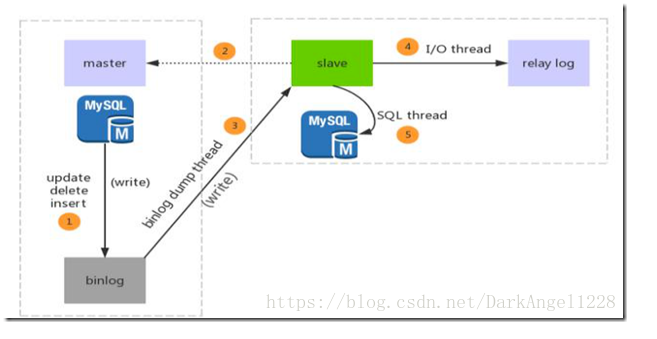 master
2
slave
4
I/O thread
relay log
MySQL
M
3
MySQL
M
SQL thread
5
update
delete
insert
(write)
1
binlog dump thread
(write)
binlog
https://blog.csdn.net/DarkAngel1228